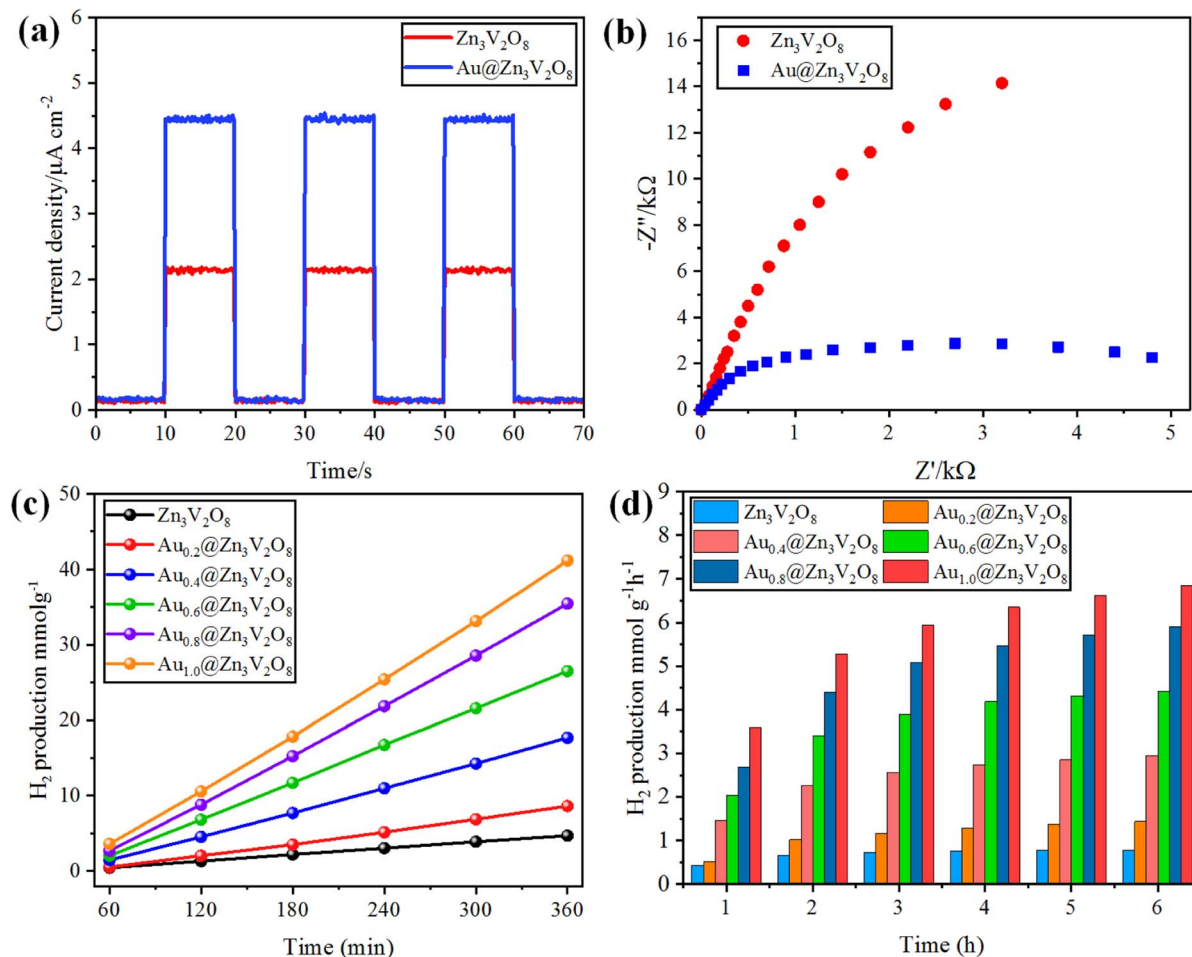 (a)
Zn₃V₂O₈
Au@Zn₃V₂O₈
6
5
4
3
2
1
0
Current density/μA cm⁻²
0 10 20 30 40 50 60 70
Time/s
(b)
Zn₃V₂O₈
Au@Zn₃V₂O₈
16
14
12
10
8
6
4
2
0
-Z''/kΩ
0 1 2 3 4 5
Z'/kΩ
(c)
Zn₃V₂O₈
Au₀.₂@Zn₃V₂O₈
Au₀.₄@Zn₃V₂O₈
Au₀.₆@Zn₃V₂O₈
Au₀.₈@Zn₃V₂O₈
Au₁.₀@Zn₃V₂O₈
50
40
30
20
10
0
H₂ production mmolg⁻¹
60 120 180 240 300 360
Time (min)
(d)
Zn₃V₂O₈ Au₀.₂@Zn₃V₂O₈
Au₀.₄@Zn₃V₂O₈ Au₀.₆@Zn₃V₂O₈
Au₀.₈@Zn₃V₂O₈ Au₁.₀@Zn₃V₂O₈
9
8
7
6
5
4
3
2
1
0
H₂ production mmol g⁻¹h⁻¹
1 2 3 4 5 6
Time (h)